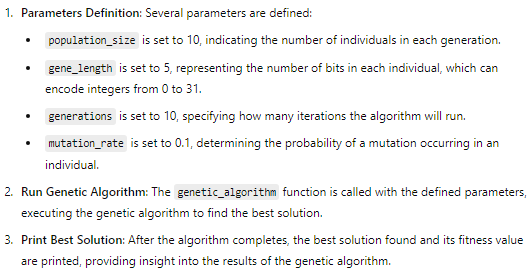 1. Parameters Definition: Several parameters are defined:
• population_size is set to 10, indicating the number of individuals in each generation.
• gene_length is set to 5, representing the number of bits in each individual, which can
encode integers from 0 to 31.
• generations is set to 10, specifying how many iterations the algorithm will run.
• mutation_rate is set to 0.1, determining the probability of a mutation occurring in an
individual.
2. Run Genetic Algorithm: The genetic_algorithm function is called with the defined parameters,
executing the genetic algorithm to find the best solution.
3. Print Best Solution: After the algorithm completes, the best solution found and its fitness value
are printed, providing insight into the results of the genetic algorithm.